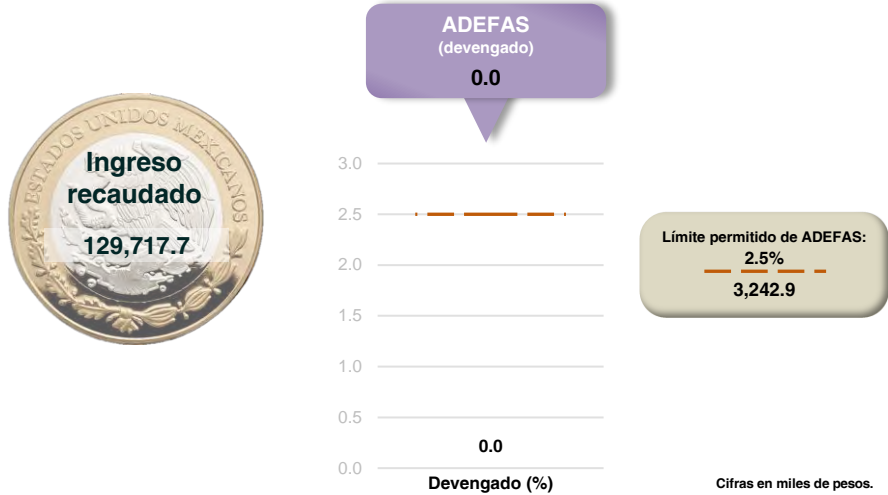 ADEFAS
(devengado)
0.0
ESTADOS UNIDOS MEXICANOS
Ingreso
recaudado
129,717.7
3.0
2.5
2.0
1.5
1.0
0.5
0.0
0.0
Devengado (%)
Límite permitido de ADEFAS:
2.5%
3,242.9
Cifras en miles de pesos.